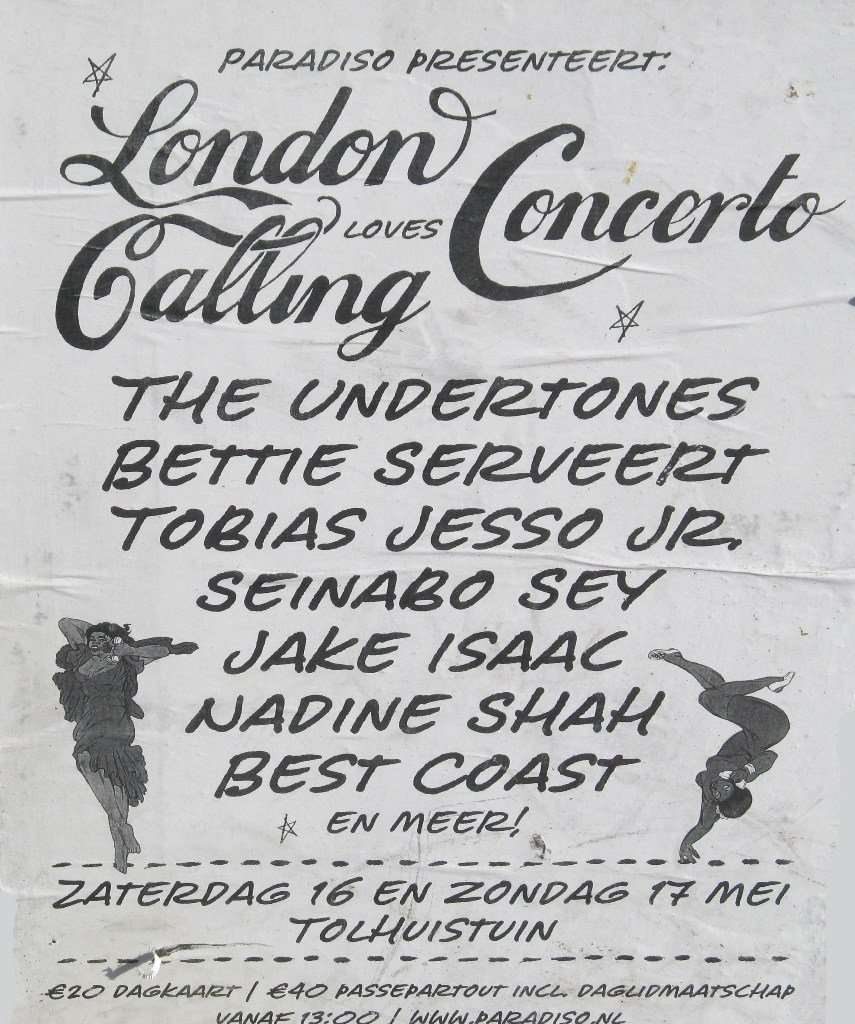 PARADISO PRESENTEERT:
London
Calling
LOVES
Concerto
THE UNDERTONES
BETTIE SERVEERT
TOBIAS JESSO JR.
SEINABO SEY
JAKE ISAAC
NADINE SHAH
BEST COAST
EN MEER!
ZATERDAG 16 EN ZONDAG 17 MEI
TOLHUISTUIN
€20 DAGKAART / €40 PASSEPARTOUT INCL. DAGLIDMAATSCHAP
VANAF 13:00 / WWW.PARADISO.NL